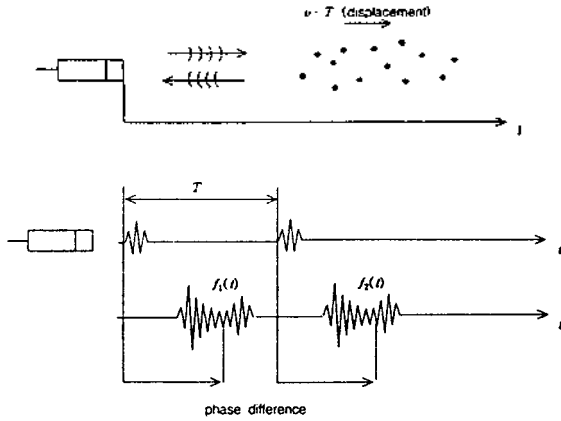 υ · T (displacement)
T
f₁(t)
f₂(t)
t
phase difference